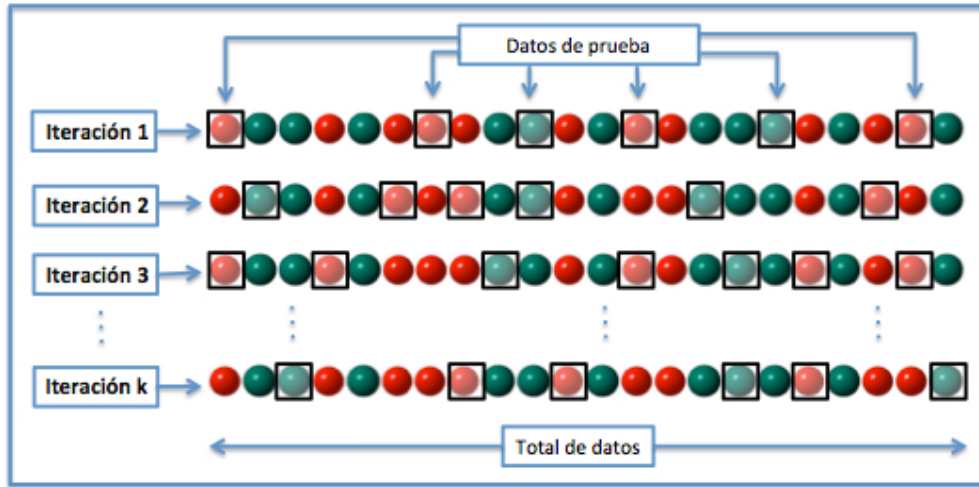 Datos de prueba
Iteración 1
Iteración 2
Iteración 3
Iteración k
Total de datos